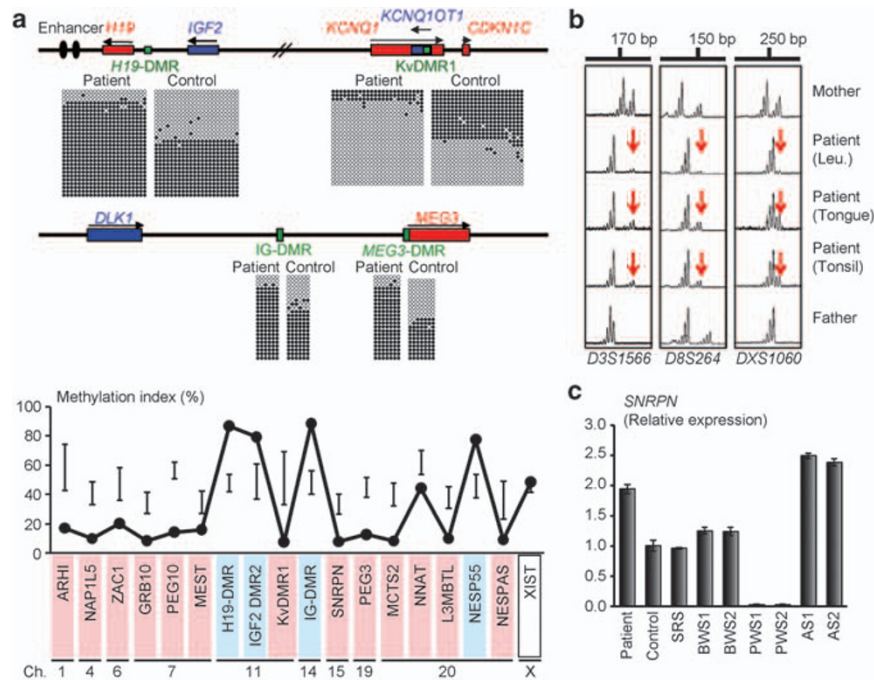 a
Enhancer H19 IGF2 KCNQ1 KCNQ1OT1 CDKN1C
H19-DMR KvDMR1
Patient Control Patient Control
DLK1 MEG3
IG-DMR MEG3-DMR
Patient Control Patient Control
Methylation index (%)
100
80
60
40
20
0
ARHI NAP1L5 ZAC1 GRB10 PEG10 MEST H19-DMR IGF2 DMR2 KvDMR1 IG-DMR SNRPN PEG3 MCTS2 NNAT L3MBTL NESP55 NESPAS XIST
Ch. 1 4 6 7 11 14 15 19 20 X
b
170 bp 150 bp 250 bp
Mother
Patient
(Leu.)
Patient
(Tongue)
Patient
(Tonsil)
Father
D3S1566 D8S264 DXS1060
c
SNRPN
(Relative expression)
3.0
2.5
2.0
1.5
1.0
0.5
0.0
Patient Control SRS BWS1 BWS2 PWS1 PWS2 AS1 AS2